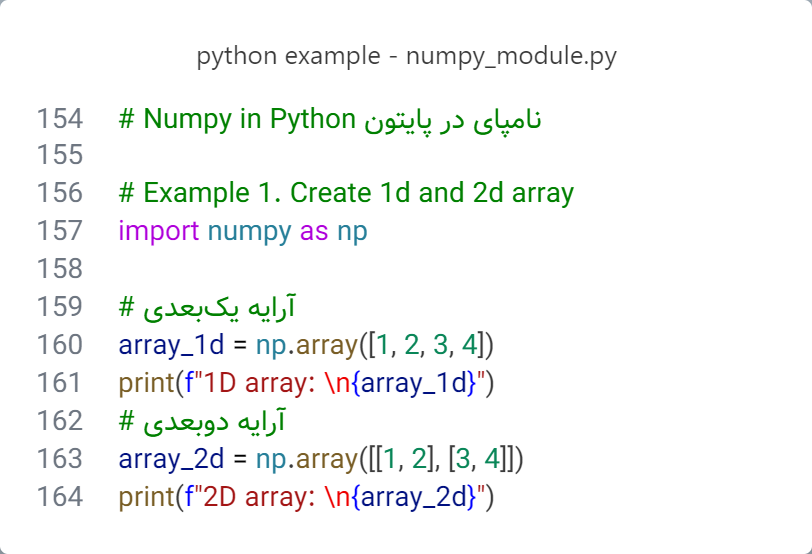 python example - numpy_module.py
154 # Numpy in Python نامپای در پایتون
155
156 # Example 1. Create 1d and 2d array
157 import numpy as np
158
159 # آرایه یک‌بعدی
160 array_1d = np.array([1, 2, 3, 4])
161 print(f"1D array: \n{array_1d}")
162 # آرایه دوبعدی
163 array_2d = np.array([[1, 2], [3, 4]])
164 print(f"2D array: \n{array_2d}")